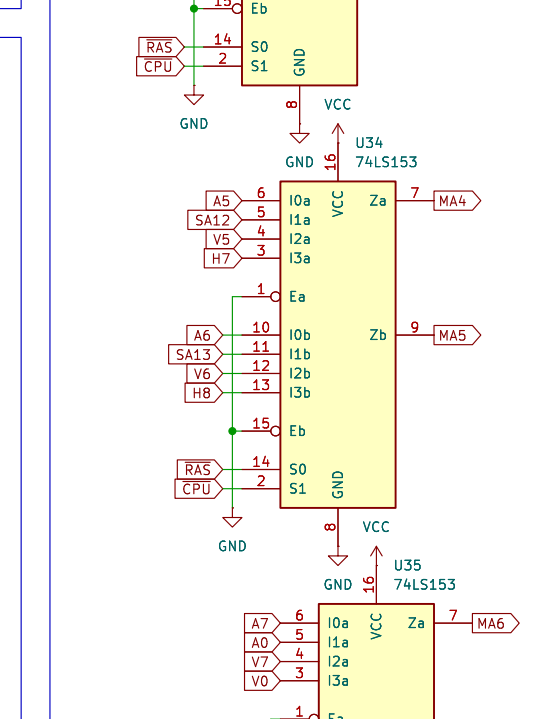 15 Eb
RAS 14 S0
CPU 2 S1
GND
8
GND
GND
VCC
16
U34
74LS153
VCC
A5 6 I0a Za 7 MA4
SA12 5 I1a
V5 4 I2a
H7 3 I3a
1 Ea
A6 10 I0b Zb 9 MA5
SA13 11 I1b
V6 12 I2b
H8 13 I3b
15 Eb
RAS 14 S0
CPU 2 S1
GND
8
GND
GND
VCC
16
U35
74LS153
VCC
A7 6 I0a Za 7 MA6
A0 5 I1a
V7 4 I2a
V0 3 I3a
1 Ea